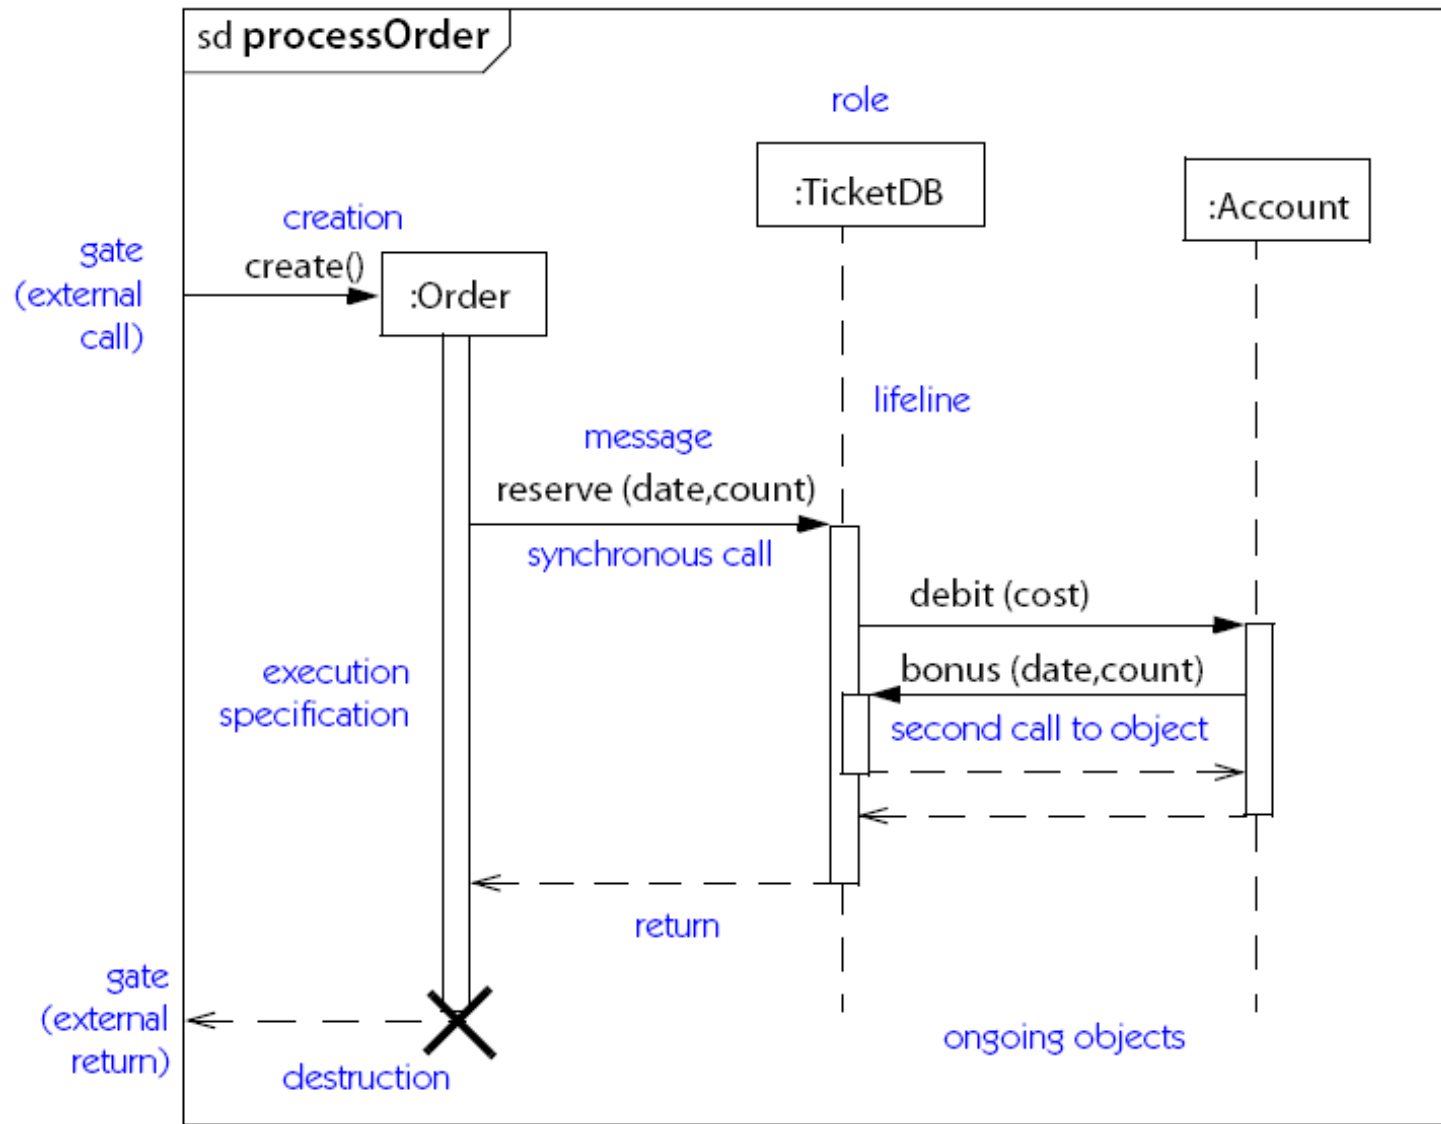 sd processOrder
role
:TicketDB
:Account
creation
gate
(external
call)
create()
:Order
lifeline
message
reserve (date,count)
synchronous call
debit (cost)
execution
specification
bonus (date,count)
second call to object
return
gate
(external
return)
ongoing objects
destruction